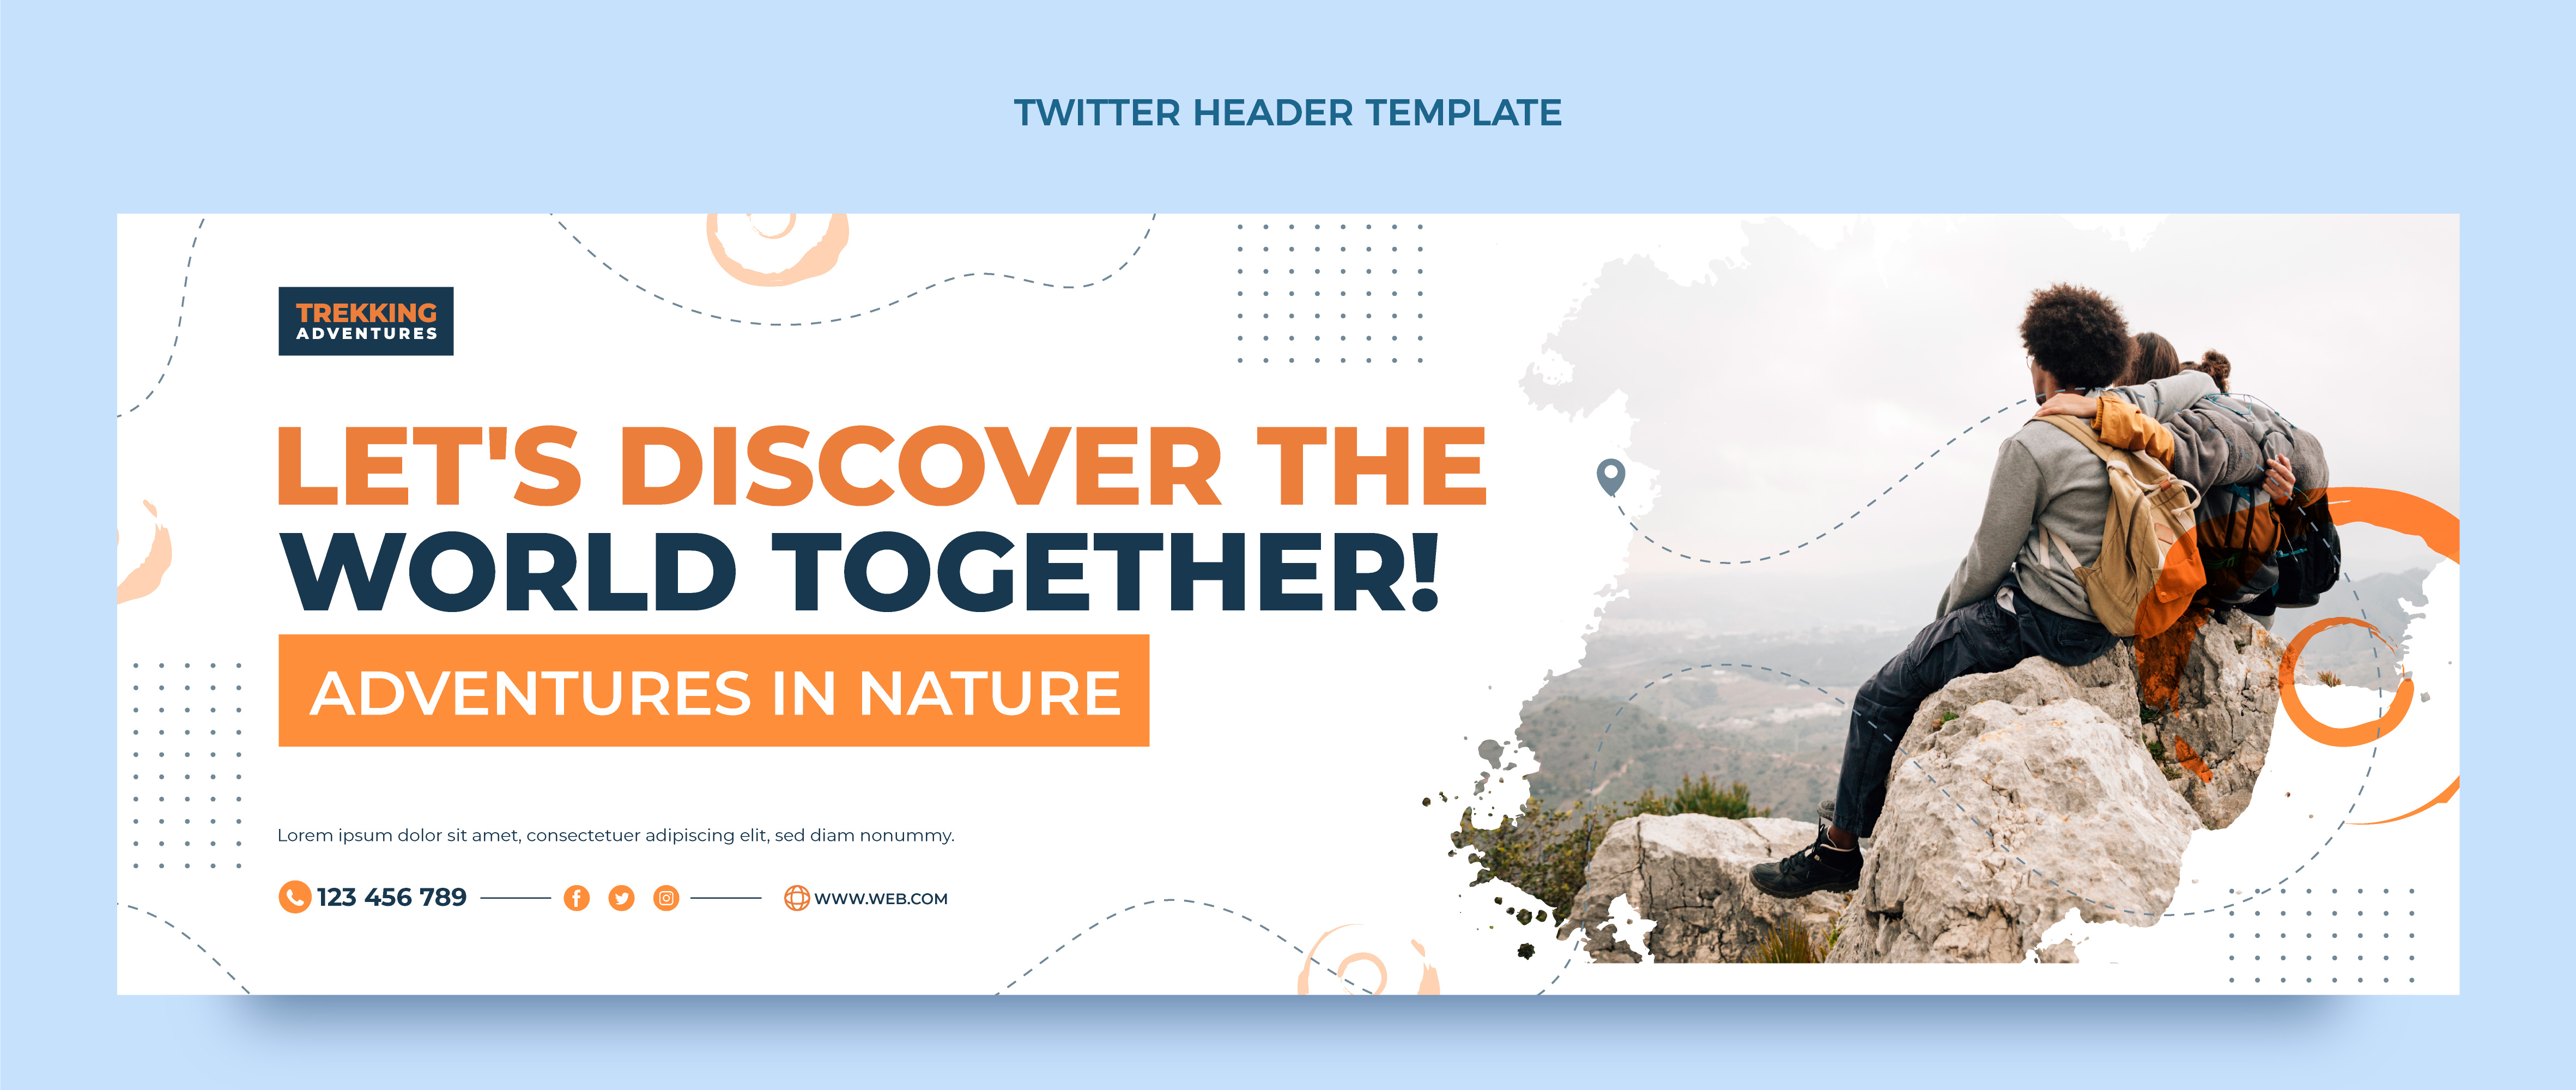 TWITTER HEADER TEMPLATE
TREKKING
ADVENTURES
LET'S DISCOVER THE
WORLD TOGETHER!
ADVENTURES IN NATURE
Lorem ipsum dolor sit amet, consectetuer adipiscing elit, sed diam nonummy.
123 456 789
WWW.WEB.COM